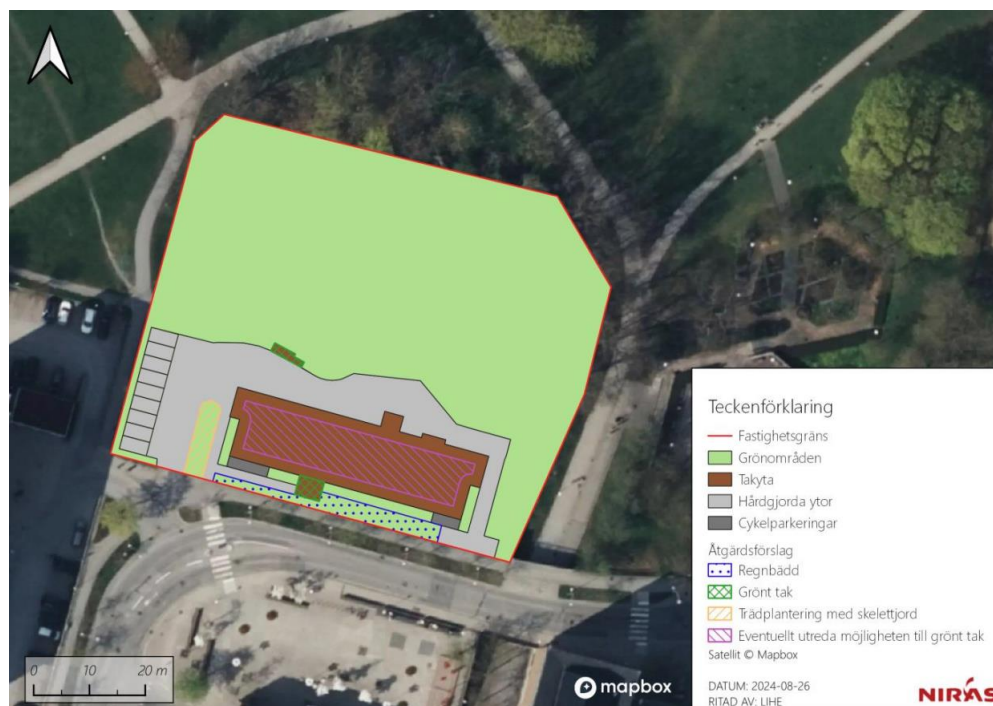 Teckenförklaring
Fastighetsgräns
Grönområden
Takyta
Hårdgjorda ytor
Cykelparkeringar
Åtgärdsförslag
Regnbädd
Grönt tak
Trädplantering med skelettjord
Eventuellt utreda möjligheten till grönt tak
Satellit © Mapbox
0 10 20 m
mapbox
DATUM: 2024-08-26
RITAD AV: LIHE
NIRAS